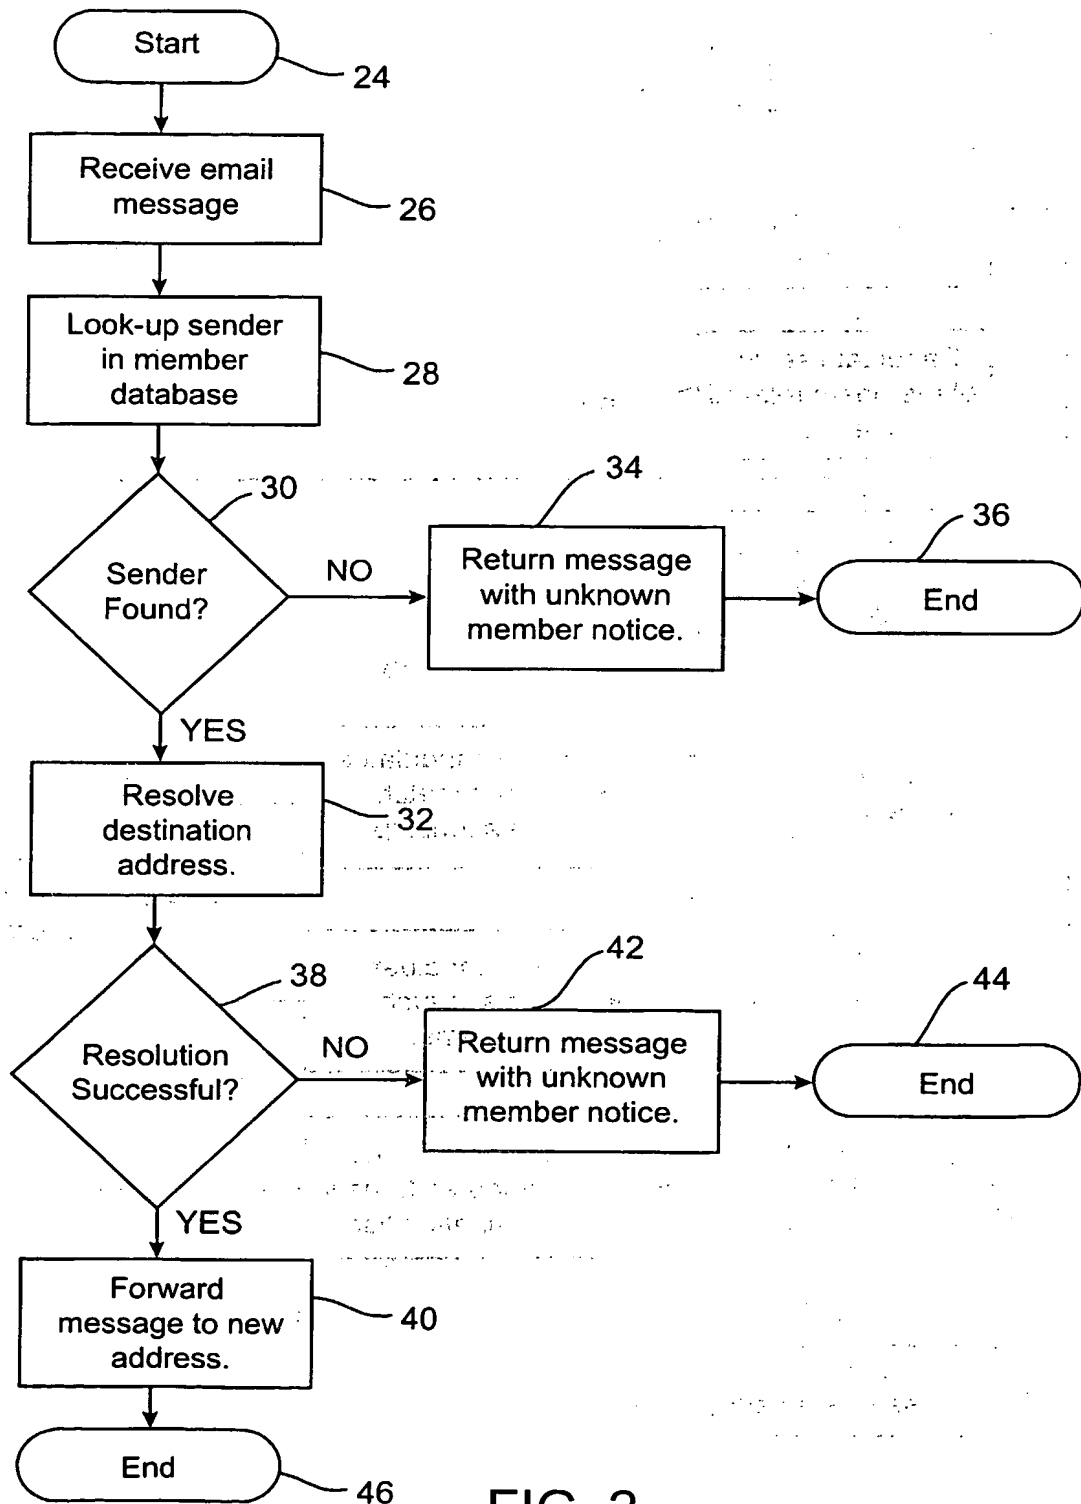 Start
24
Receive email
message
26
Look-up sender
in member
database
28
30
Sender
Found?
NO
34
Return message
with unknown
member notice.
36
End
YES
Resolve
destination
address.
32
38
Resolution
Successful?
NO
42
Return message
with unknown
member notice.
44
End
YES
Forward
message to new
address.
40
End
46
FIG.